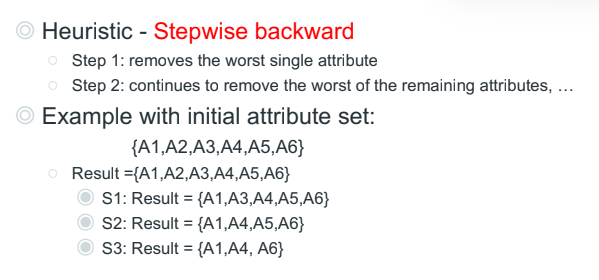 Heuristic - Stepwise backward
Step 1: removes the worst single attribute
Step 2: continues to remove the worst of the remaining attributes, …
Example with initial attribute set:
{A1,A2,A3,A4,A5,A6}
Result ={A1,A2,A3,A4,A5,A6}
S1: Result = {A1,A3,A4,A5,A6}
S2: Result = {A1,A4,A5,A6}
S3: Result = {A1,A4, A6}